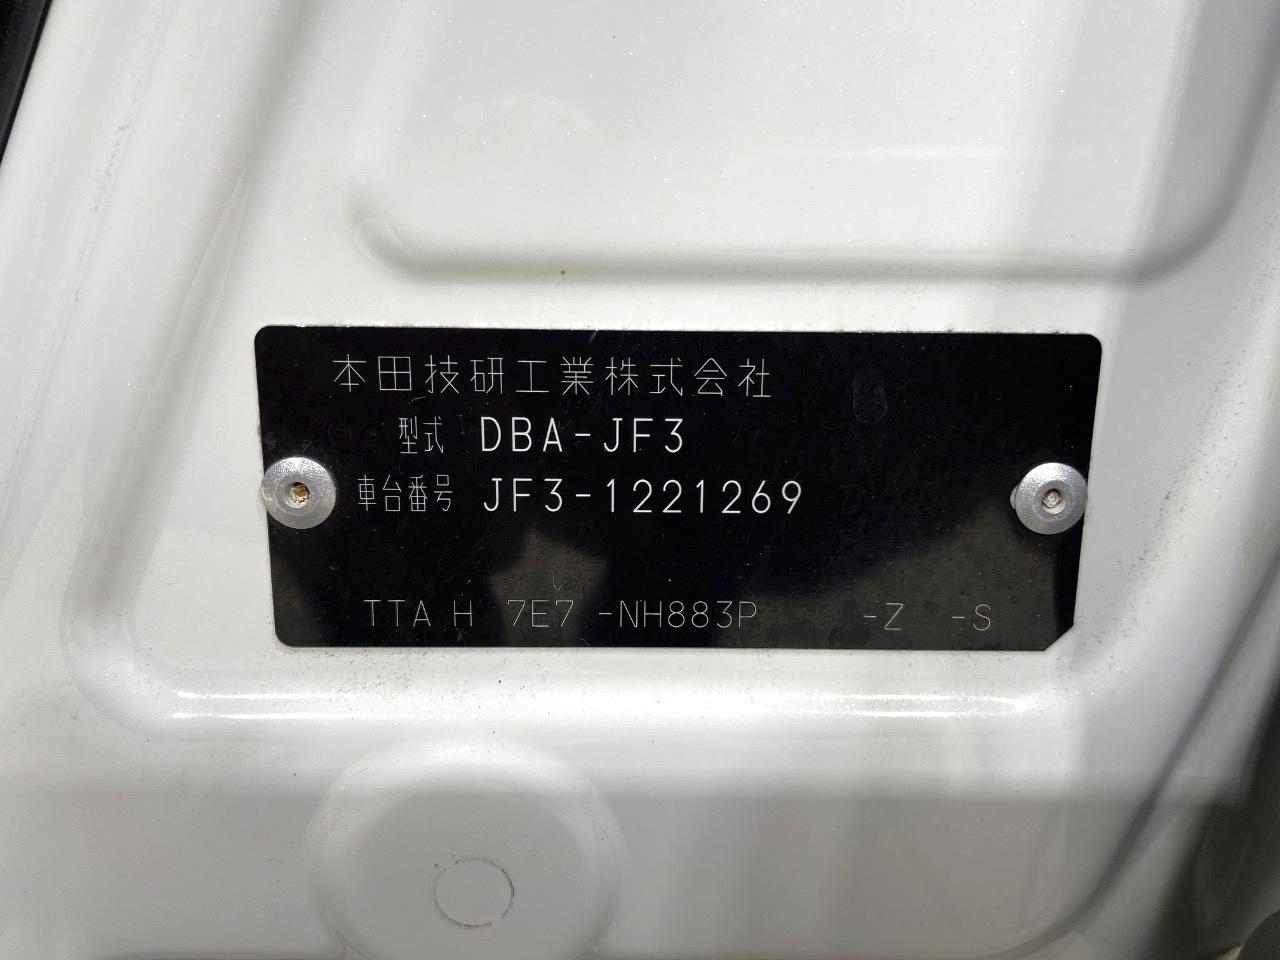 本田技研工業株式会社
型式 DBA-JF3
車台番号 JF3-1221269
TTA H 7E7 -NH883P -Z -S